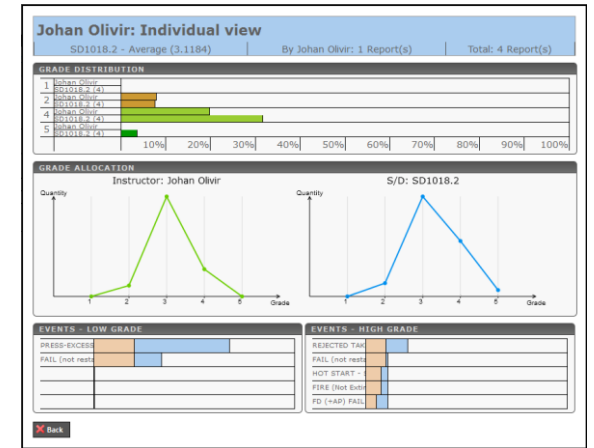 Johan Olivir: Individual view
SD1018.2 - Average (3.1184) By Johan Olivir: 1 Report(s) Total: 4 Report(s)
GRADE DISTRIBUTION
1 Johan Olivir
SD1018.2 (4)
2 Johan Olivir
SD1018.2 (4)
4 Johan Olivir
SD1018.2 (4)
5 Johan Olivir
SD1018.2 (4)
10% 20% 30% 40% 50% 60% 70% 80% 90% 100%
GRADE ALLOCATION
Instructor: Johan Olivir S/D: SD1018.2
Quantity Quantity
1 2 3 4 5 Grade 1 2 3 4 5 Grade
EVENTS - LOW GRADE
PRESS-EXCESS
FAIL (not resta
EVENTS - HIGH GRADE
REJECTED TAK
FAIL (not resta
HOT START -
FIRE (Not Extin
FD (+AP) FAIL
Back